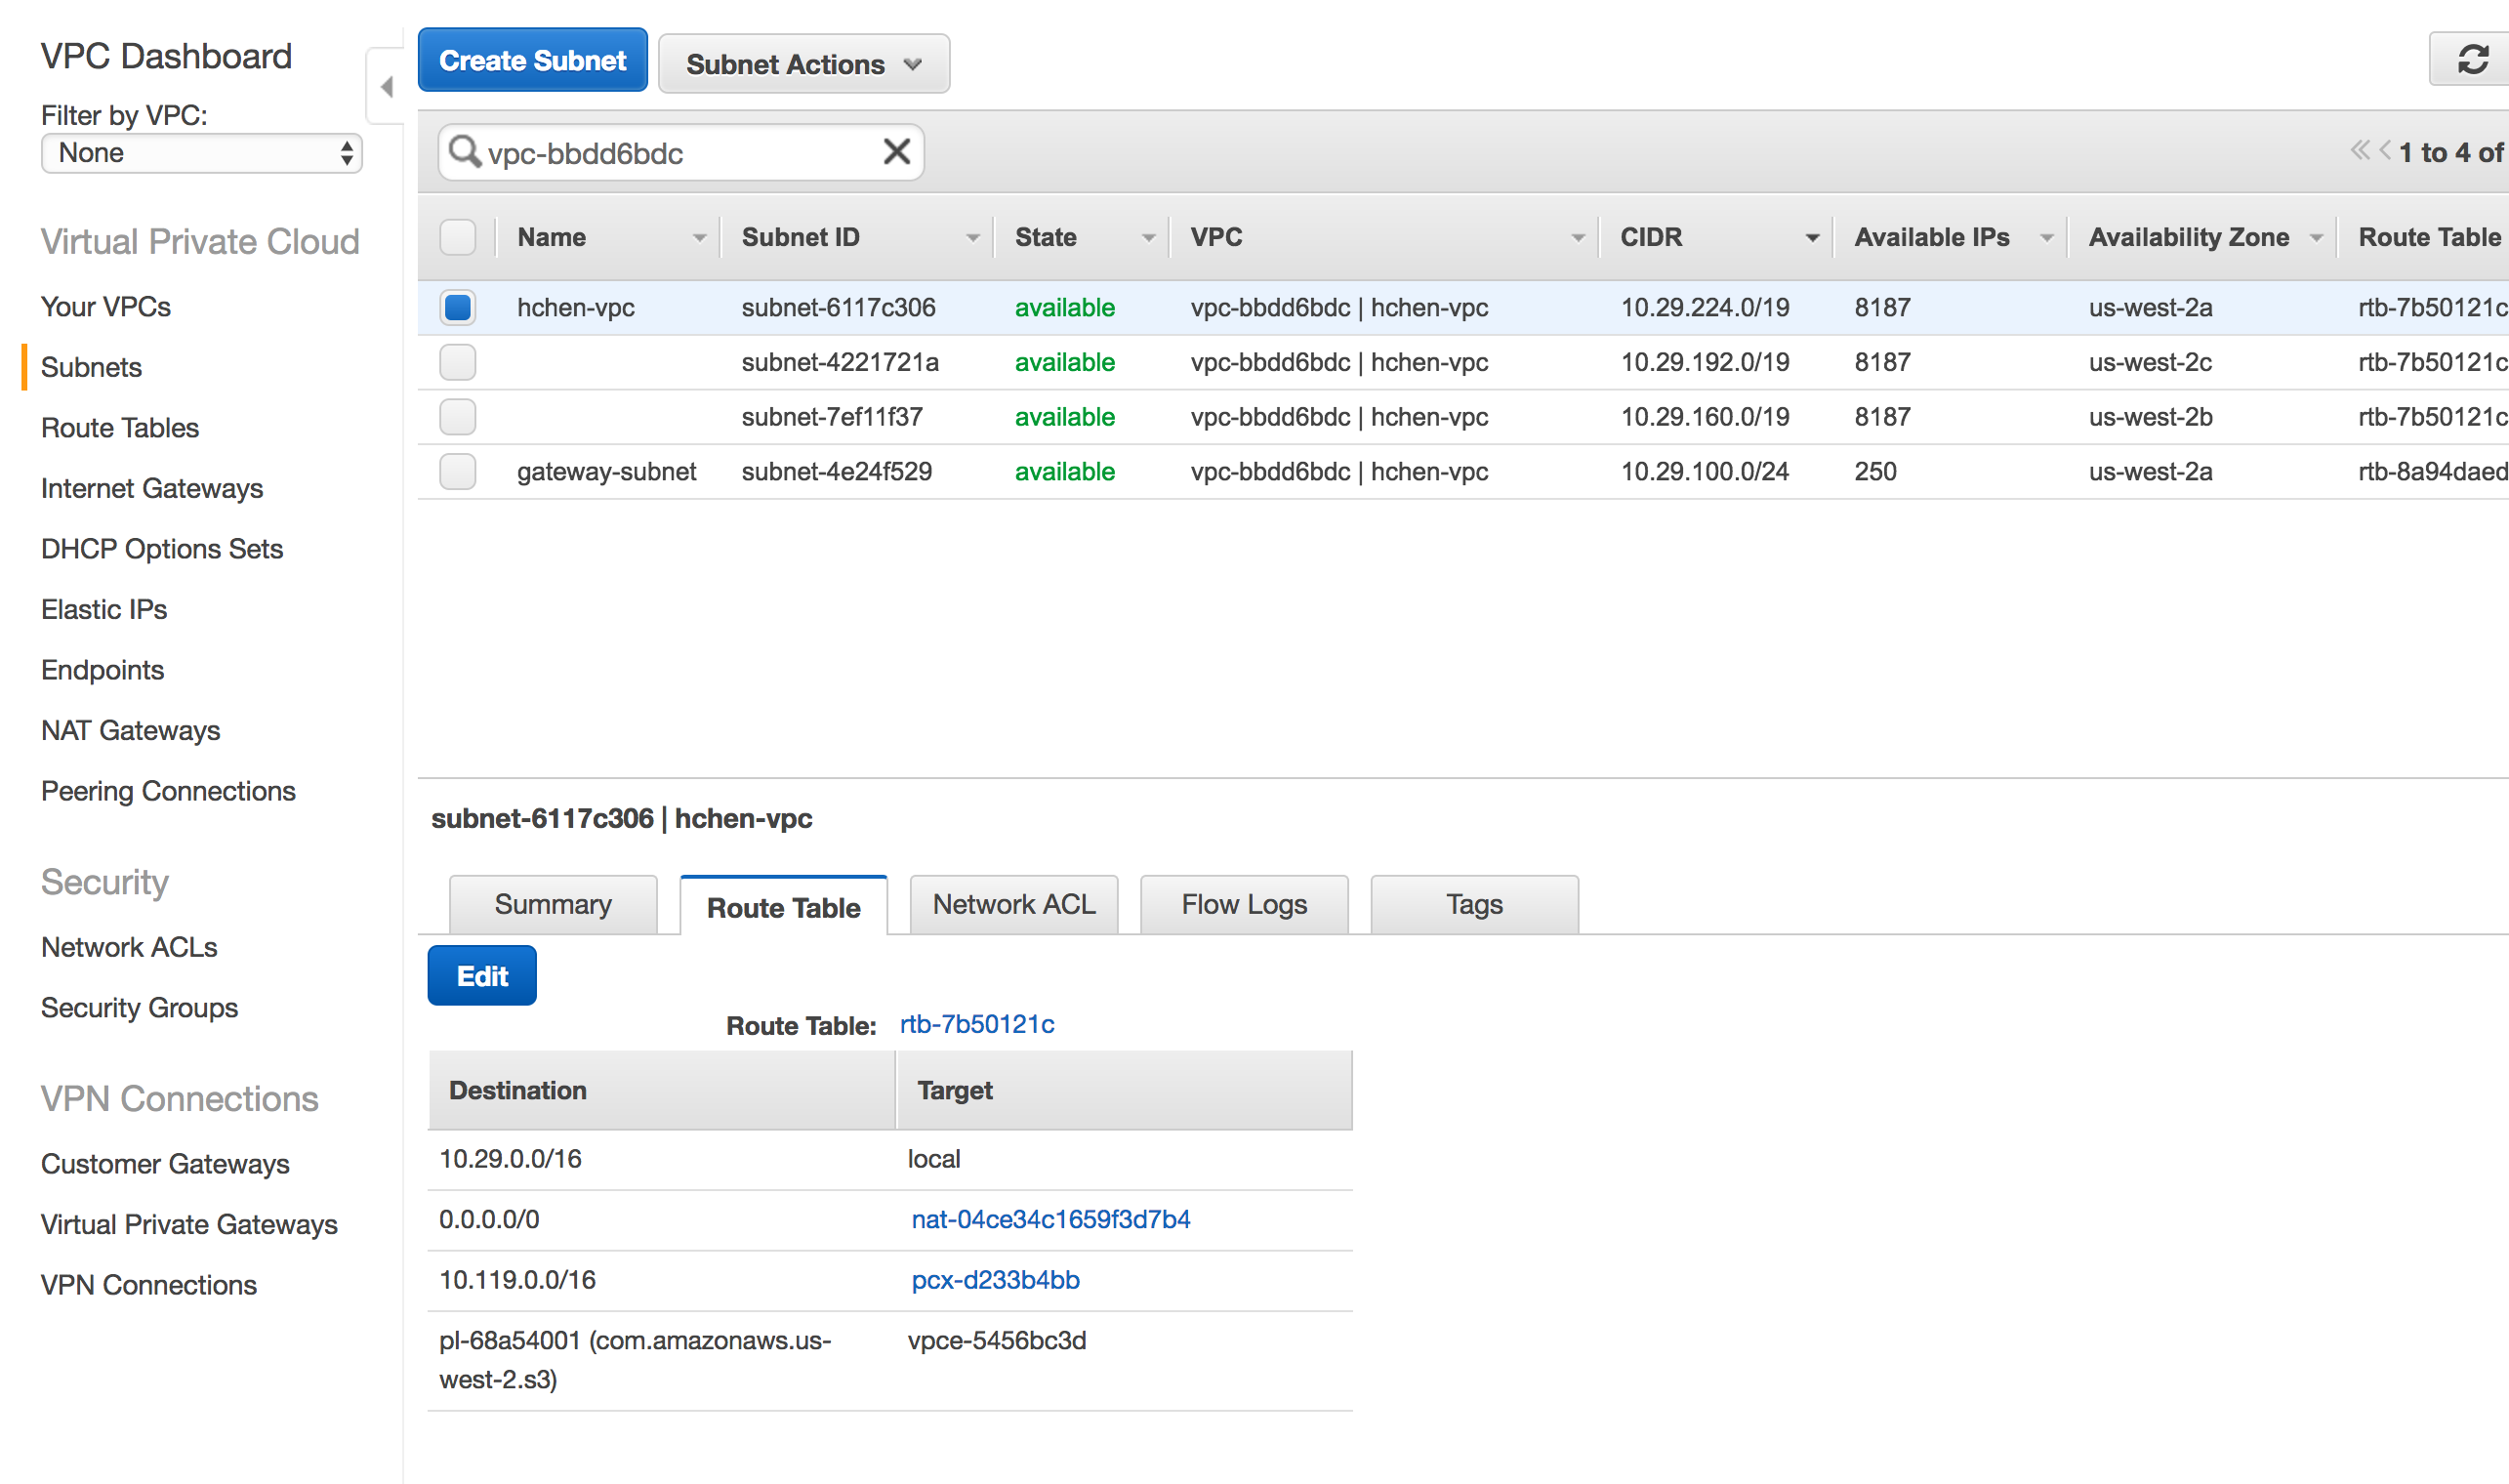 VPC Dashboard
Filter by VPC:
None
Virtual Private Cloud
Your VPCs
Subnets
Route Tables
Internet Gateways
DHCP Options Sets
Elastic IPs
Endpoints
NAT Gateways
Peering Connections
Security
Network ACLs
Security Groups
VPN Connections
Customer Gateways
Virtual Private Gateways
VPN Connections
Create Subnet Subnet Actions
vpc-bbdd6bdc
1 to 4 of
Name Subnet ID State VPC CIDR Available IPs Availability Zone Route Table
hchen-vpc subnet-6117c306 available vpc-bbdd6bdc | hchen-vpc 10.29.224.0/19 8187 us-west-2a rtb-7b50121c
subnet-4221721a available vpc-bbdd6bdc | hchen-vpc 10.29.192.0/19 8187 us-west-2c rtb-7b50121c
subnet-7ef11f37 available vpc-bbdd6bdc | hchen-vpc 10.29.160.0/19 8187 us-west-2b rtb-7b50121c
gateway-subnet subnet-4e24f529 available vpc-bbdd6bdc | hchen-vpc 10.29.100.0/24 250 us-west-2a rtb-8a94daed
subnet-6117c306 | hchen-vpc
Summary Route Table Network ACL Flow Logs Tags
Edit
Route Table: rtb-7b50121c
Destination Target
10.29.0.0/16 local
0.0.0.0/0 nat-04ce34c1659f3d7b4
10.119.0.0/16 pcx-d233b4bb
pl-68a54001 (com.amazonaws.us- vpce-5456bc3d
west-2.s3)